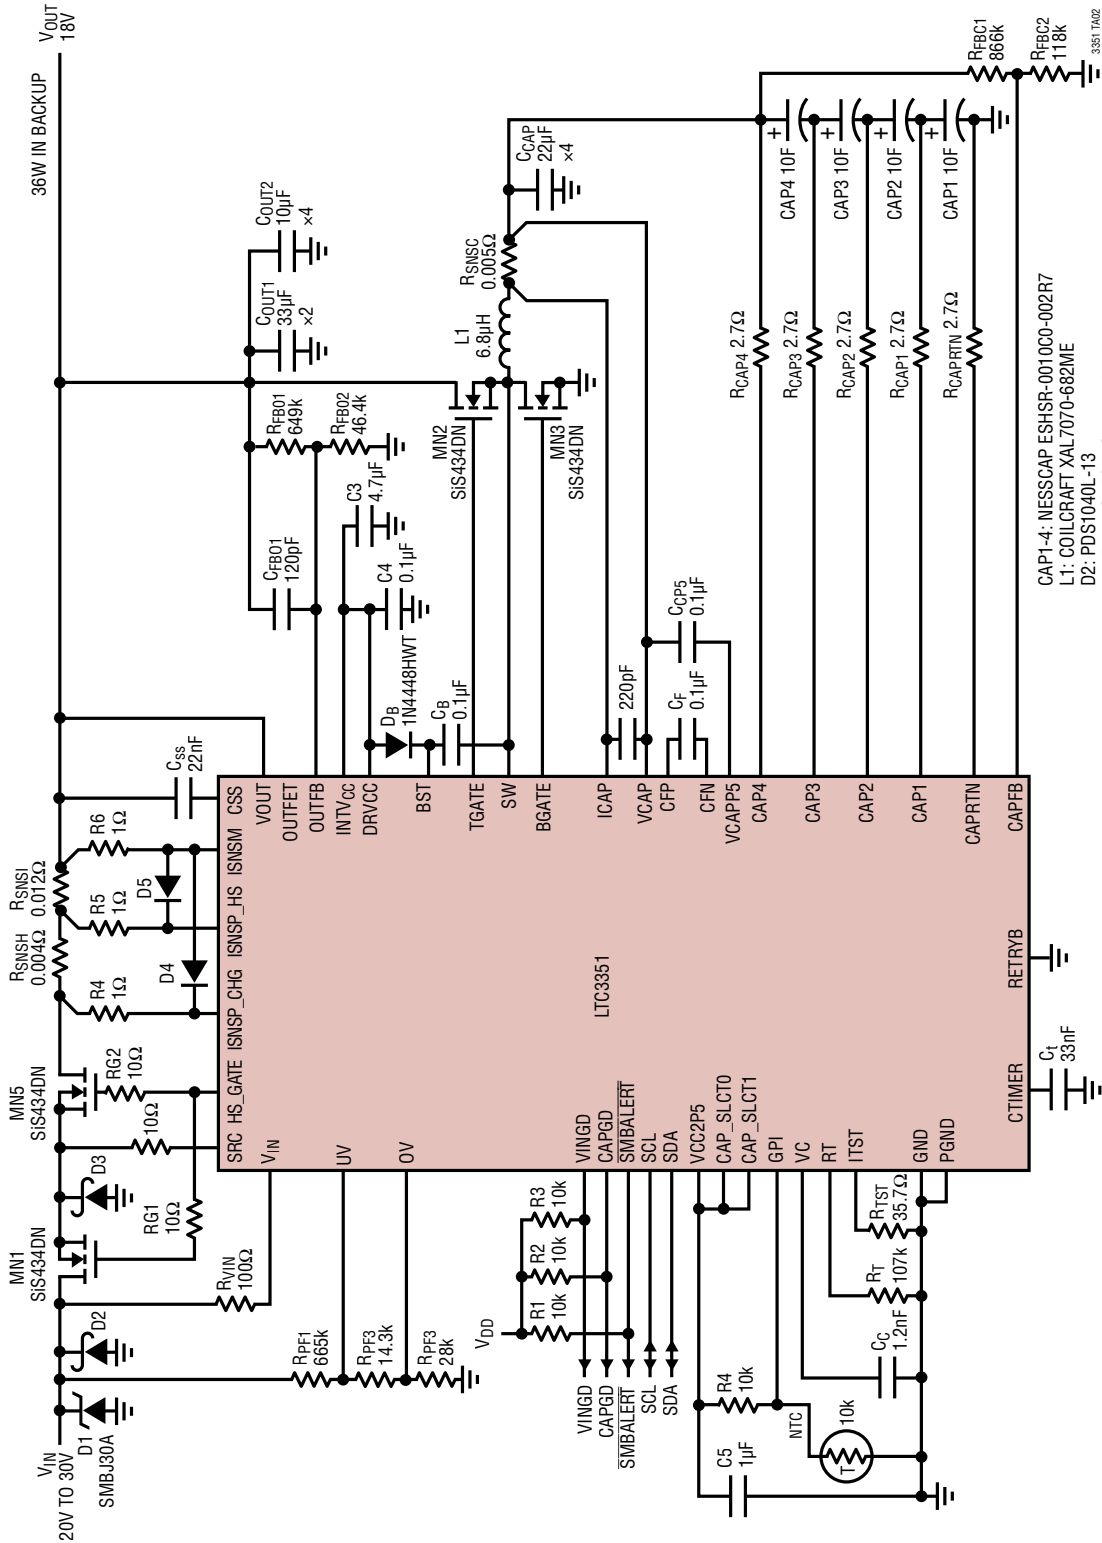 VIN
20V TO 30V
D1
SMBJ30A
D2
MN1
SiS434DN
D3
MN5
SiS434DN
RSNSH
0.004Ω
RSNSI
0.012Ω
36W IN BACKUP
VOUT
18V
RVIN
100Ω
RG1
10Ω
10Ω
RG2
10Ω
R4
1Ω
R5
1Ω
R6
1Ω
D4
D5
CSS
22nF
RPF1
665k
RPF3
14.3k
RPF3
28k
SRC
HS_GATE
ISNSP_CHG
ISNSP_HS
ISNSM
CSS
VIN
UV
OV
VOUT
OUTFET
OUTFB
INTVCC
DRVCC
BST
TGATE
SW
BGATE
ICAP
VCAP
CFP
CFN
VCAPP5
CAP4
CAP3
CAP2
CAP1
CAPRTN
CAPFB
LTC3351
VINGD
CAPGD
SMBALERT
SCL
SDA
VCC2P5
CAP_SLCT0
CAP_SLCT1
GPI
VC
RT
ITST
GND
PGND
CTIMER
RETRYB
VDD
R1
10k
R2
10k
R3
10k
VINGD
CAPGD
SMBALERT
SCL
SDA
C5
1µF
R4
10k
NTC
T
10k
CC
1.2nF
RT
107k
RTST
35.7Ω
Ct
33nF
CFBO1
120pF
RFBO1
649k
RFBO2
46.4k
COUT1
33µF
×2
COUT2
10µF
×4
C3
4.7µF
C4
0.1µF
DB
1N4448HWT
CB
0.1µF
MN2
SiS434DN
MN3
SiS434DN
L1
6.8µH
RSNSC
0.005Ω
CCAP
22µF
×4
220pF
CF
0.1µF
CCP5
0.1µF
RCAP4 2.7Ω
RCAP3 2.7Ω
RCAP2 2.7Ω
RCAP1 2.7Ω
RCAPRTN 2.7Ω
+
CAP4 10F
+
CAP3 10F
+
CAP2 10F
+
CAP1 10F
RFBC1
866k
RFBC2
118k
CAP1-4: NESSCAP ESHSR-0010C0-002R7
L1: COILCRAFT XAL7070-682ME
D2: PDS1040L-13
3351 TA02